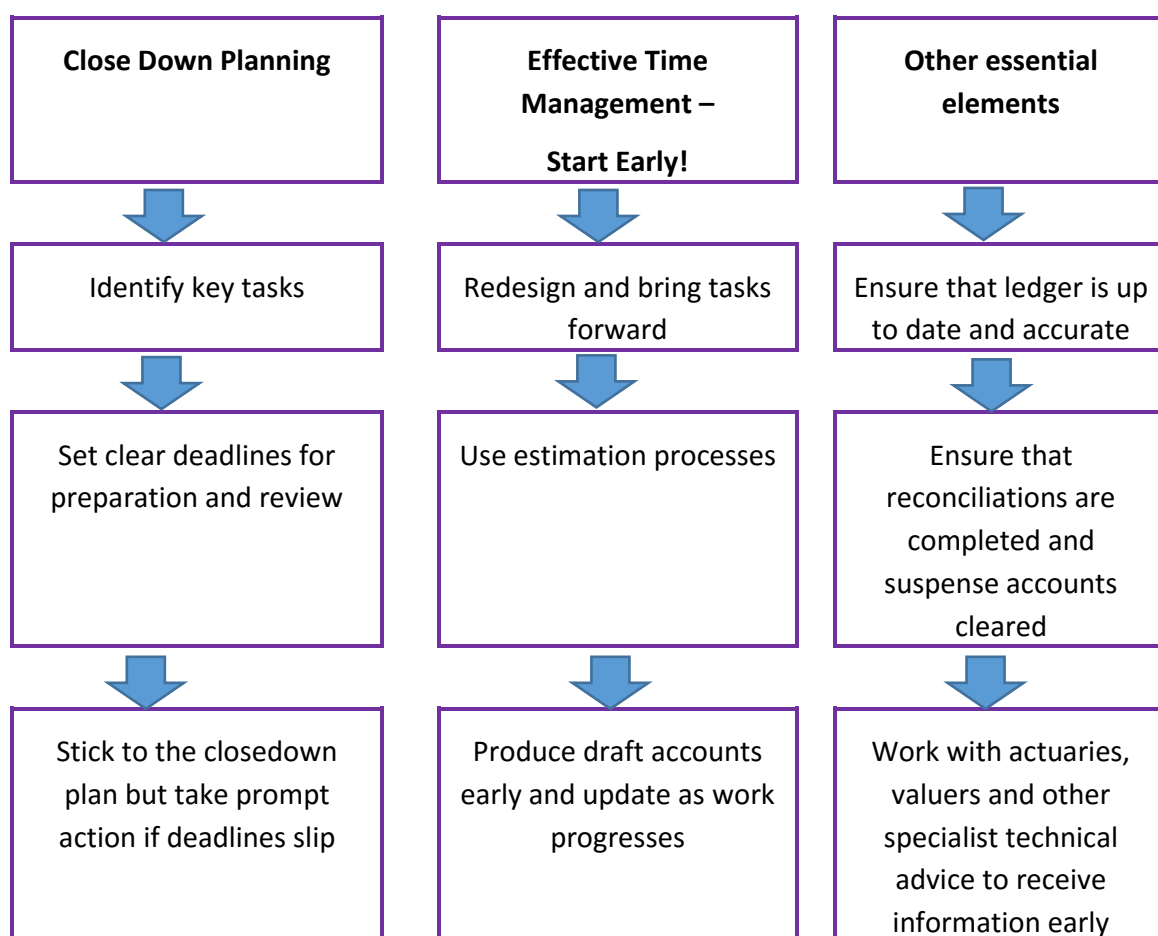 Close Down Planning
Effective Time
Management –
Start Early!
Other essential
elements
Identify key tasks
Redesign and bring tasks
forward
Ensure that ledger is up
to date and accurate
Set clear deadlines for
preparation and review
Use estimation processes
Ensure that
reconciliations are
completed and
suspense accounts
cleared
Stick to the closedown
plan but take prompt
action if deadlines slip
Produce draft accounts
early and update as work
progresses
Work with actuaries,
valuers and other
specialist technical
advice to receive
information early